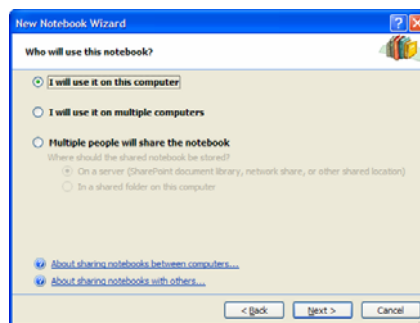 New Notebook Wizard
Who will use this notebook?
I will use it on this computer
I will use it on multiple computers
Multiple people will share the notebook
Where should the shared notebook be stored?
On a server (SharePoint document library, network share, or other shared location)
In a shared folder on this computer
About sharing notebooks between computers...
About sharing notebooks with others...
< Back Next > Cancel